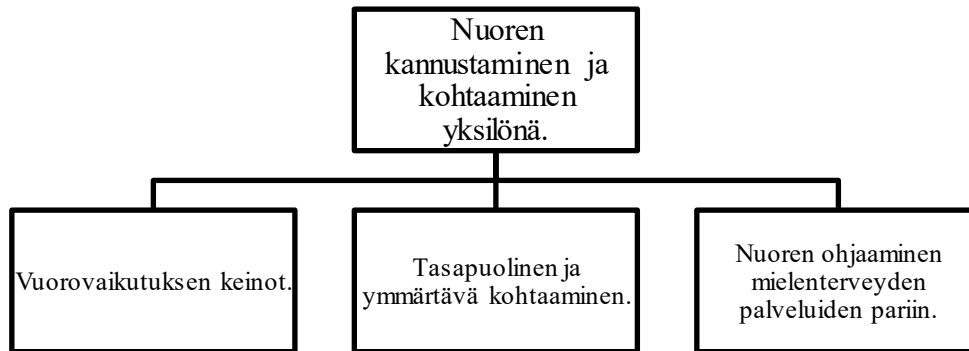 Nuoren
kannustaminen ja
kohtaaminen
yksilönä.
Vuorovaikutuksen keinot.
Tasapuolinen ja
ymmärtävä kohtaaminen.
Nuoren ohjaaminen
mielenterveyden
palveluiden pariin.